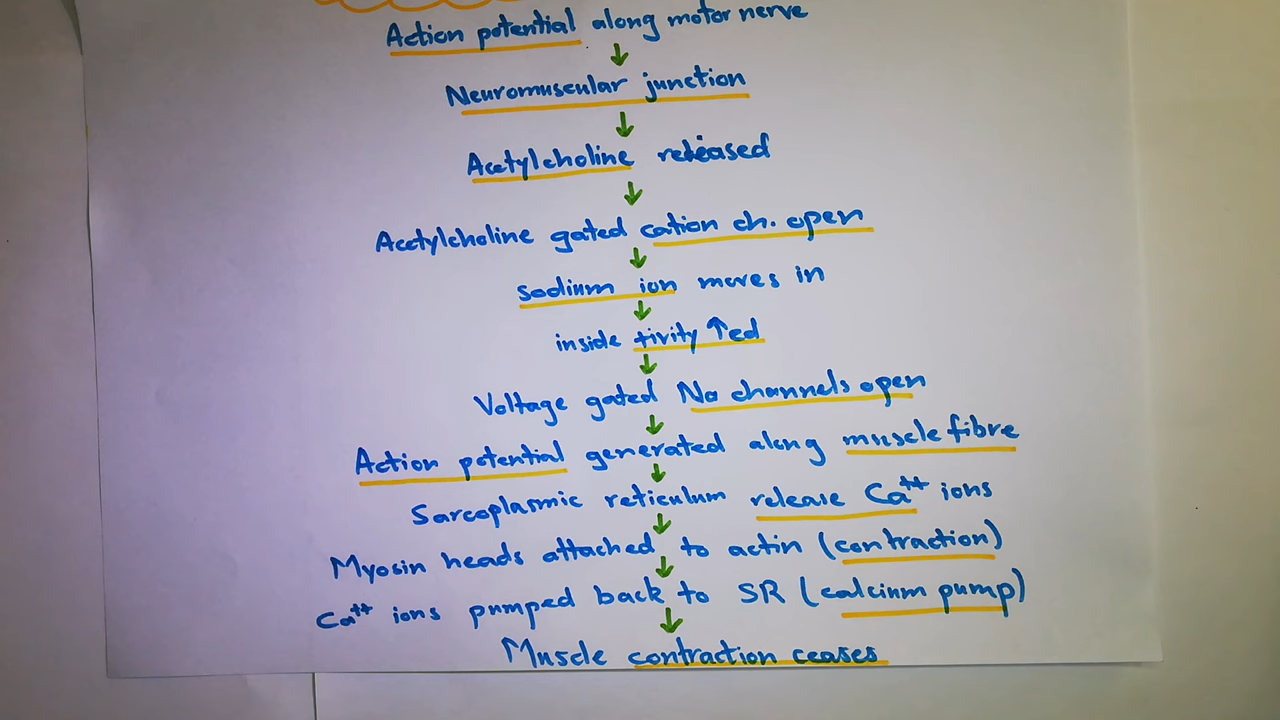 Action potential along motor nerve
↓
Neuromuscular junction
↓
Acetylcholine released
↓
Acetylcholine gated cation ch. open
↓
sodium ion moves in
↓
inside +ivity ↑ed
↓
Voltage gated Na channels open
↓
Action potential generated along muscle fibre
↓
Sarcoplasmic reticulum release Ca⁺⁺ ions
↓
Myosin heads attached to actin (contraction)
↓
Ca⁺⁺ ions pumped back to SR (calcium pump)
↓
Muscle contraction ceases